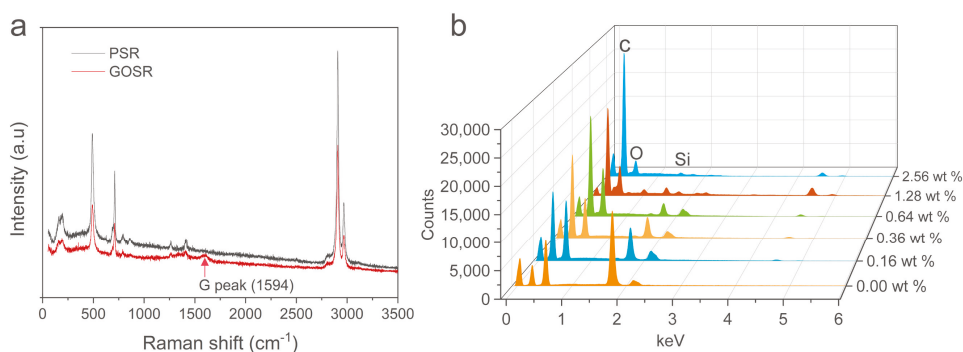 a
PSR
GOSR
Intensity (a.u)
G peak (1594)
0 500 1000 1500 2000 2500 3000 3500
Raman shift (cm⁻¹)
b
C
O
Si
30,000
25,000
20,000
15,000
10,000
5,000
0
Counts
2.56 wt %
1.28 wt %
0.64 wt %
0.36 wt %
0.16 wt %
0.00 wt %
0 1 2 3 4 5 6
keV